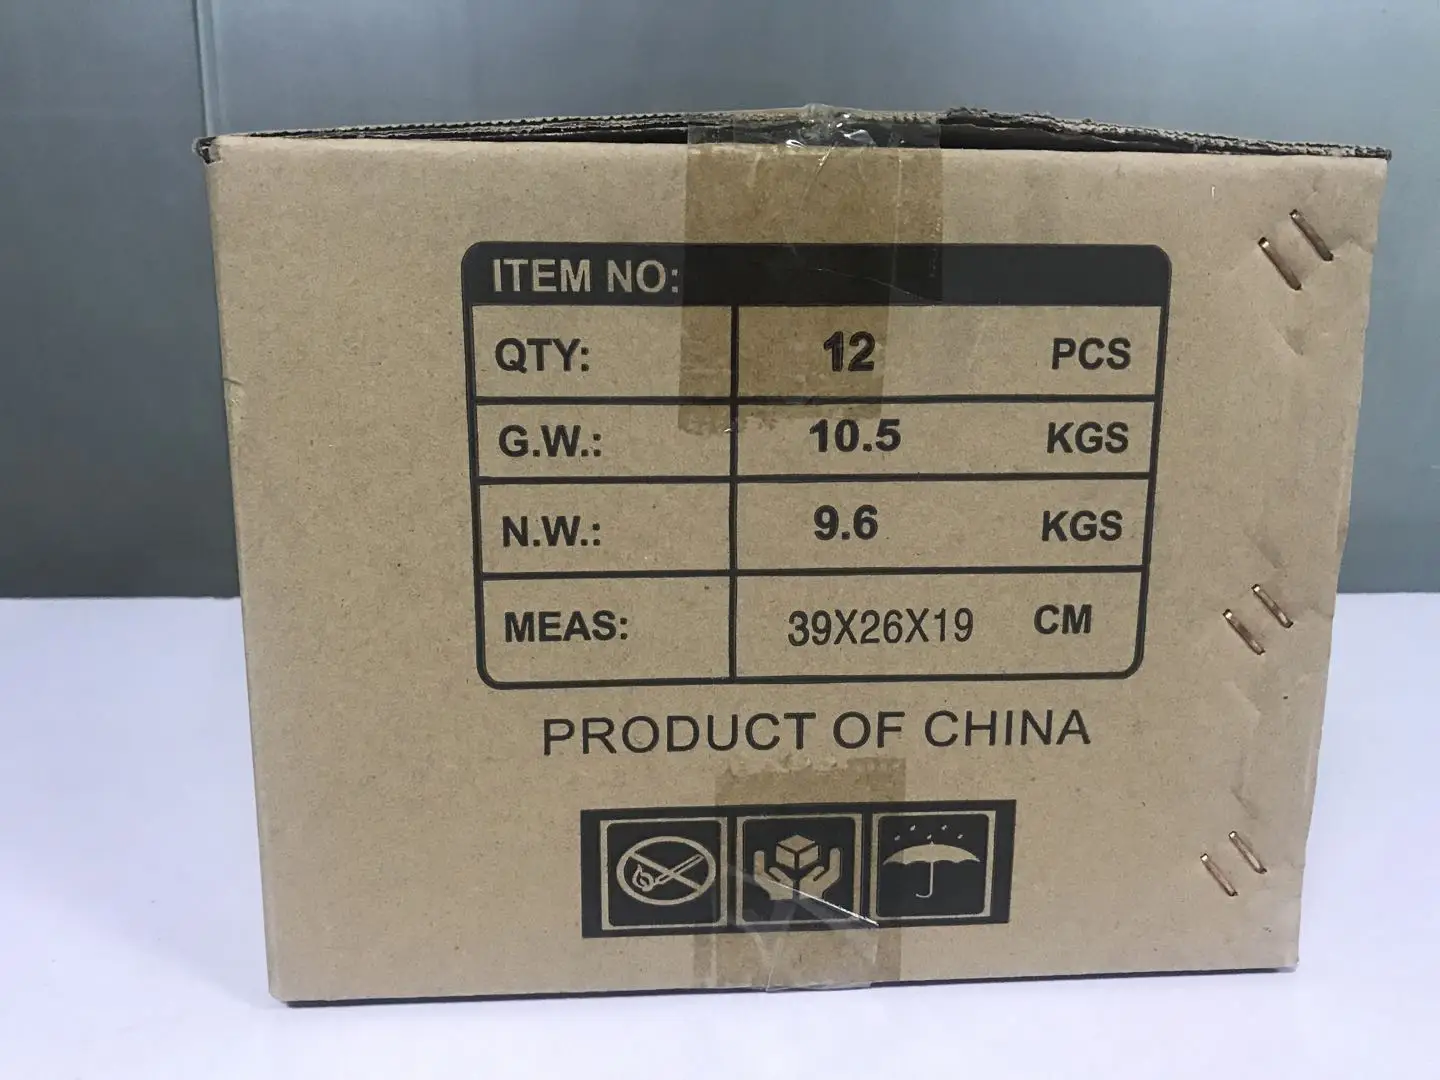 ITEM NO:
QTY: 12 PCS
G.W.: 10.5 KGS
N.W.: 9.6 KGS
MEAS: 39X26X19 CM
PRODUCT OF CHINA